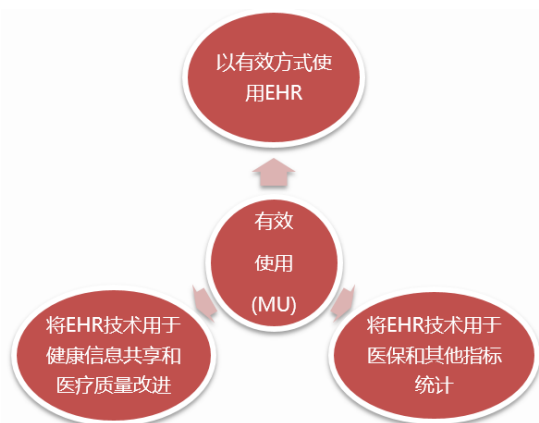 以有效方式使
用EHR
有效
使用
(MU)
将EHR技术用于
健康信息共享和
医疗质量改进
将EHR技术用于
医保和其他指标
统计